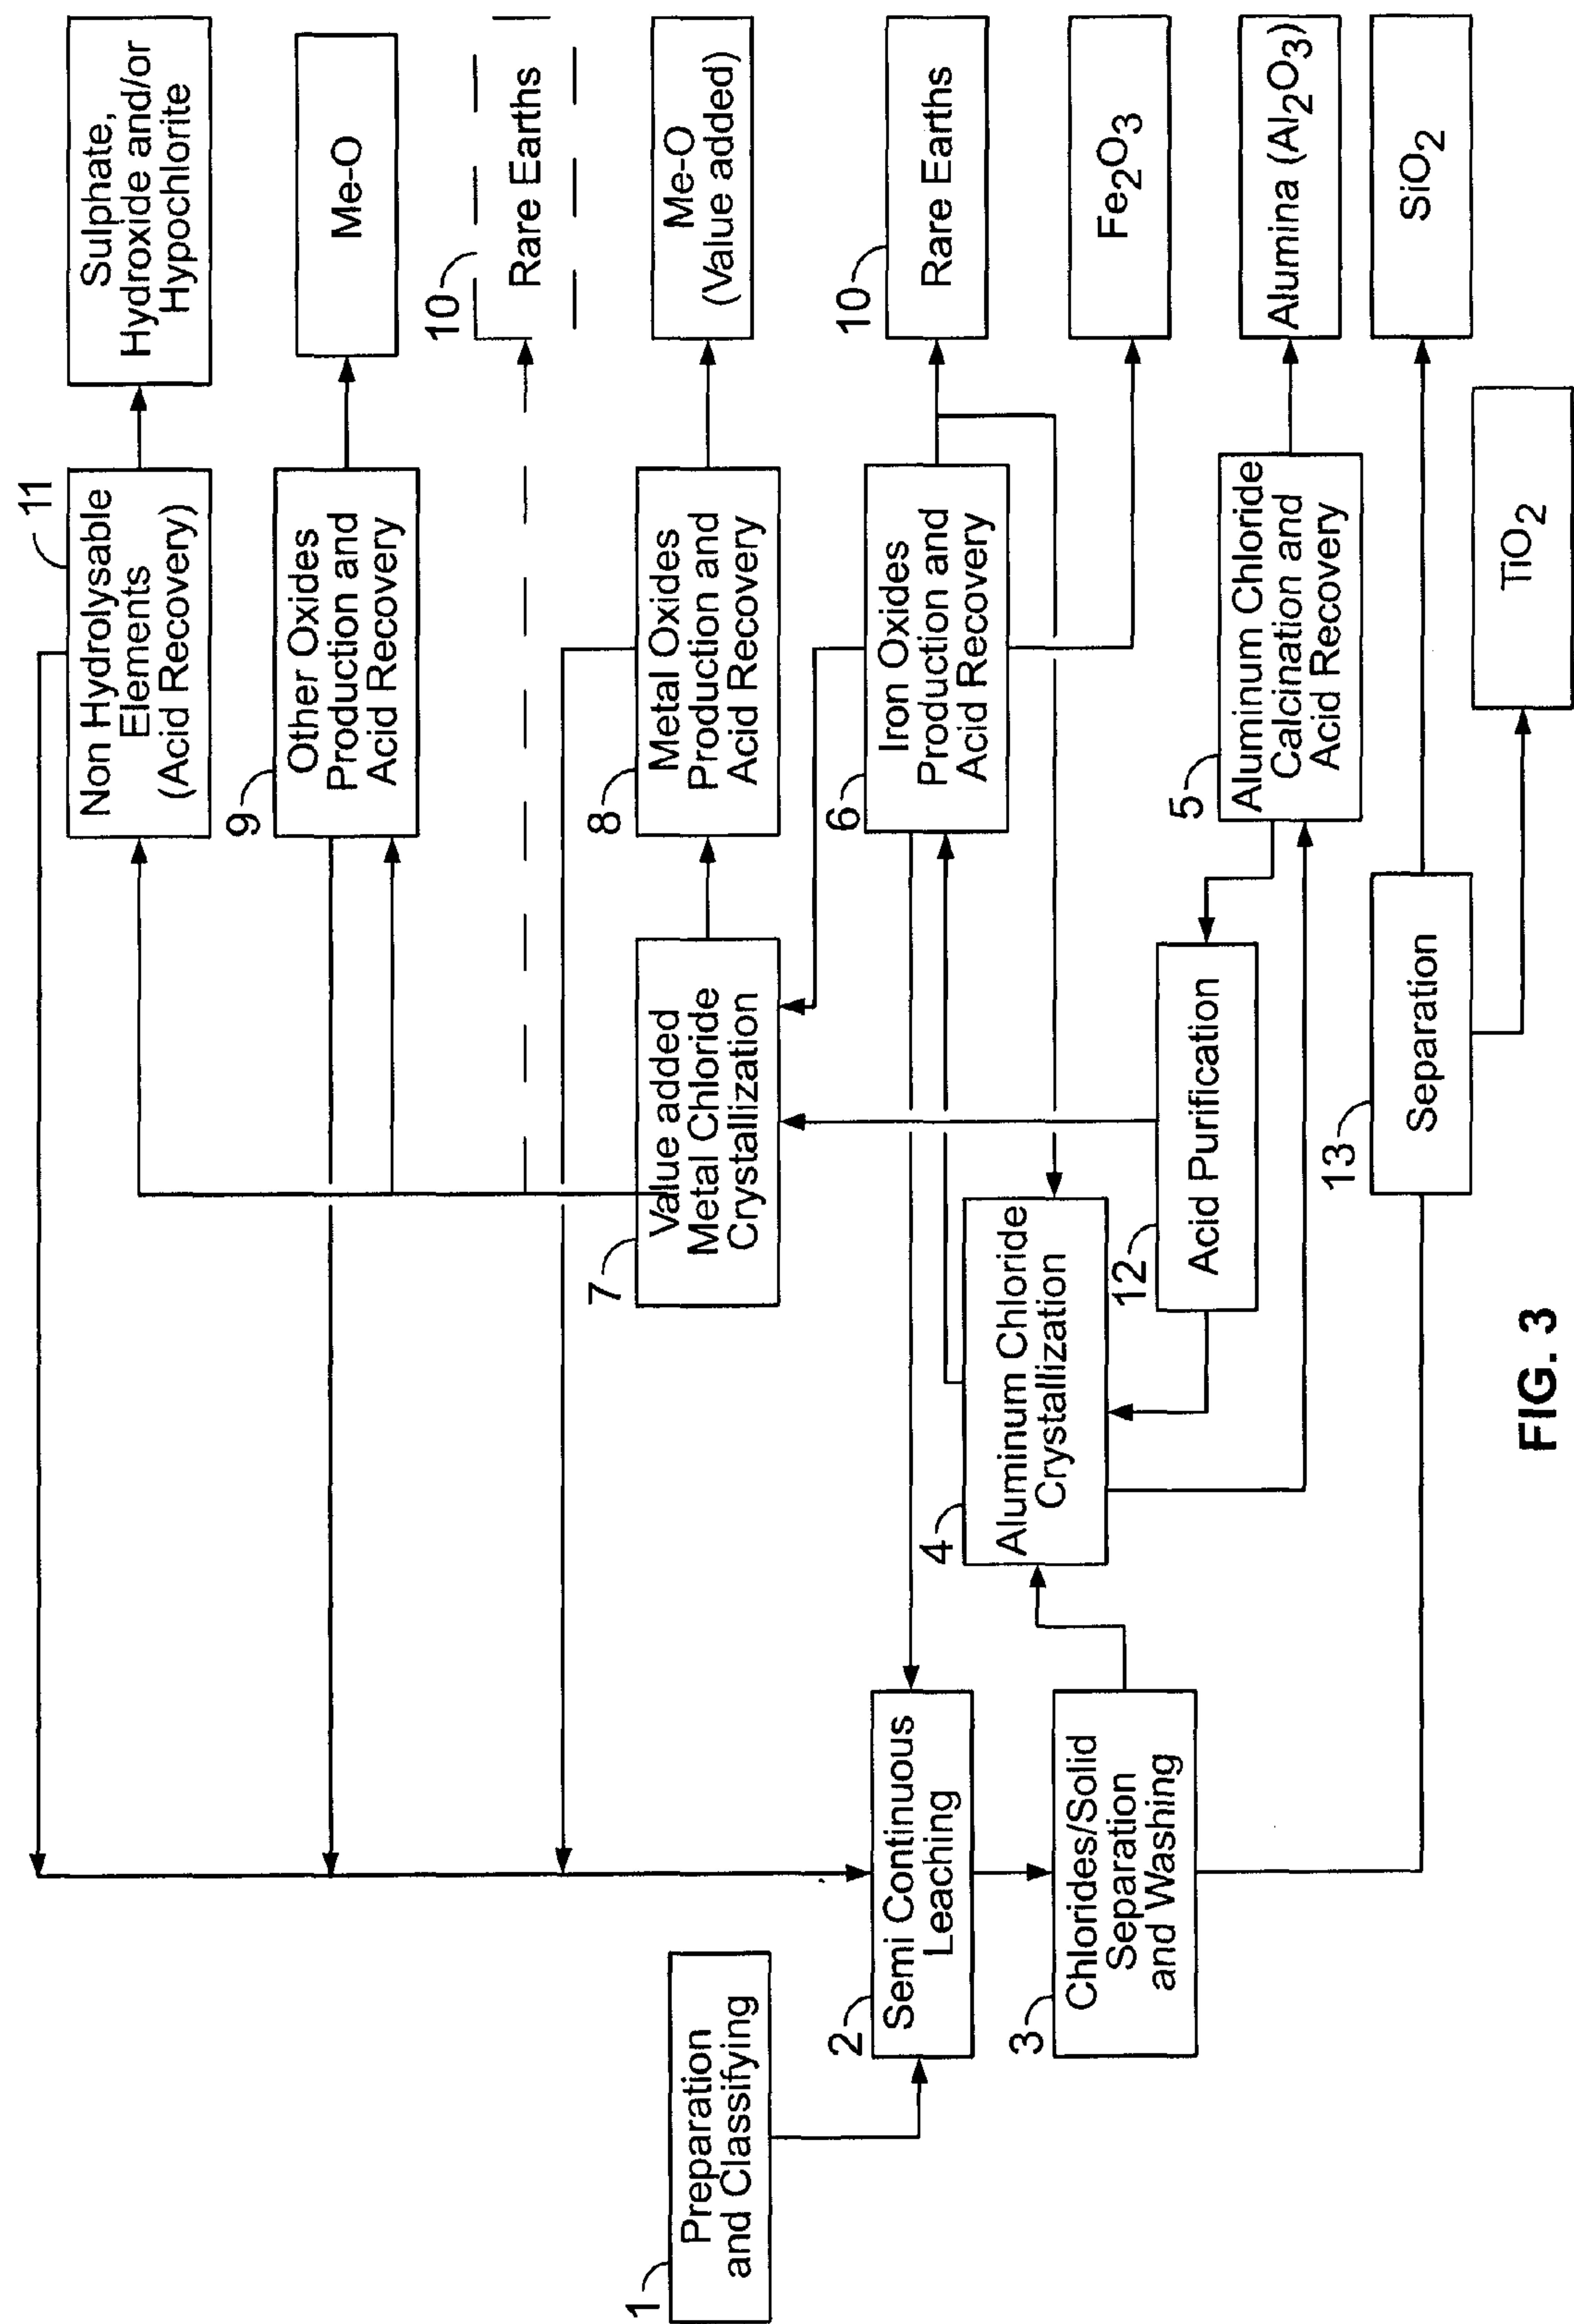 11
Non Hydrolysable
Elements
(Acid Recovery)
Sulphate,
Hydroxide and/or
Hypochlorite
9
Other Oxides
Production and
Acid Recovery
Me-O
10
Rare Earths
7
Value added
Metal Chloride
Crystallization
8
Metal Oxides
Production and
Acid Recovery
Me-O
(Value added)
1
Preparation
and Classifying
2
Semi Continuous
Leaching
6
Iron Oxides
Production and
Acid Recovery
10
Rare Earths
3
Chlorides/Solid
Separation
and Washing
4
Aluminum Chloride
Crystallization
Fe2O3
12
Acid Purification
5
Aluminum Chloride
Calcination and
Acid Recovery
Alumina (Al2O3)
13
Separation
SiO2
TiO2
FIG. 3